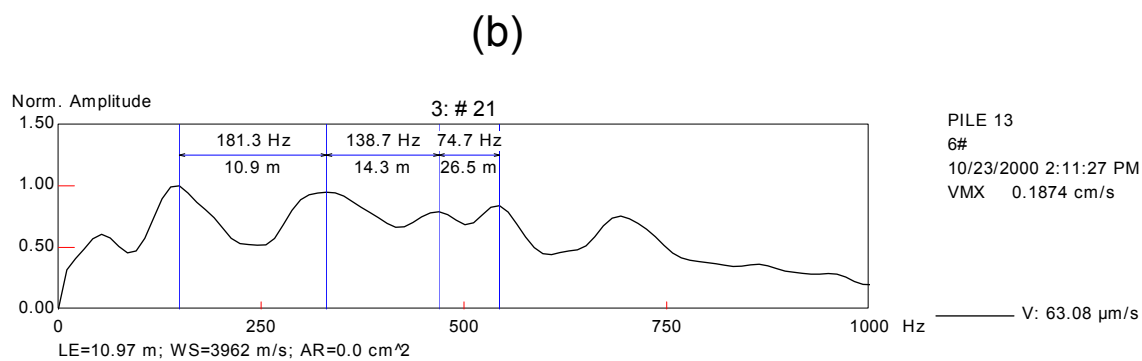 (b)
Norm. Amplitude
3: # 21
1.50
181.3 Hz
138.7 Hz
74.7 Hz
10.9 m
14.3 m
26.5 m
1.00
0.50
0.00
0
250
500
750
1000
Hz
LE=10.97 m; WS=3962 m/s; AR=0.0 cm^2
PILE 13
6#
10/23/2000 2:11:27 PM
VMX 0.1874 cm/s
V: 63.08 µm/s